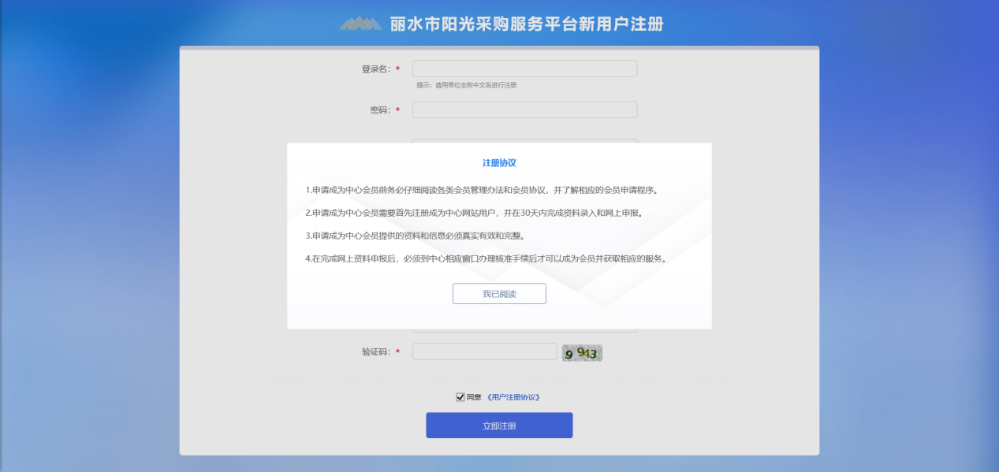 丽水市阳光采购服务平台新用户注册
登录名：*
提示：请用单位全称中文名进行注册
密码：*
注册协议
1.申请成为中心会员前务必仔细阅读各类会员管理办法和会员协议，并了解相应的会员申请程序。
2.申请成为中心会员需要首先注册成为中心网站用户，并在30天内完成资料录入和网上申报。
3.申请成为中心会员提供的资料和信息必须真实有效和完整。
4.在完成网上资料申报后，必须到中心相应窗口办理核准手续后才可以成为会员并获取相应的服务。
我已阅读
验证码：*
9943
同意 《用户注册协议》
立即注册